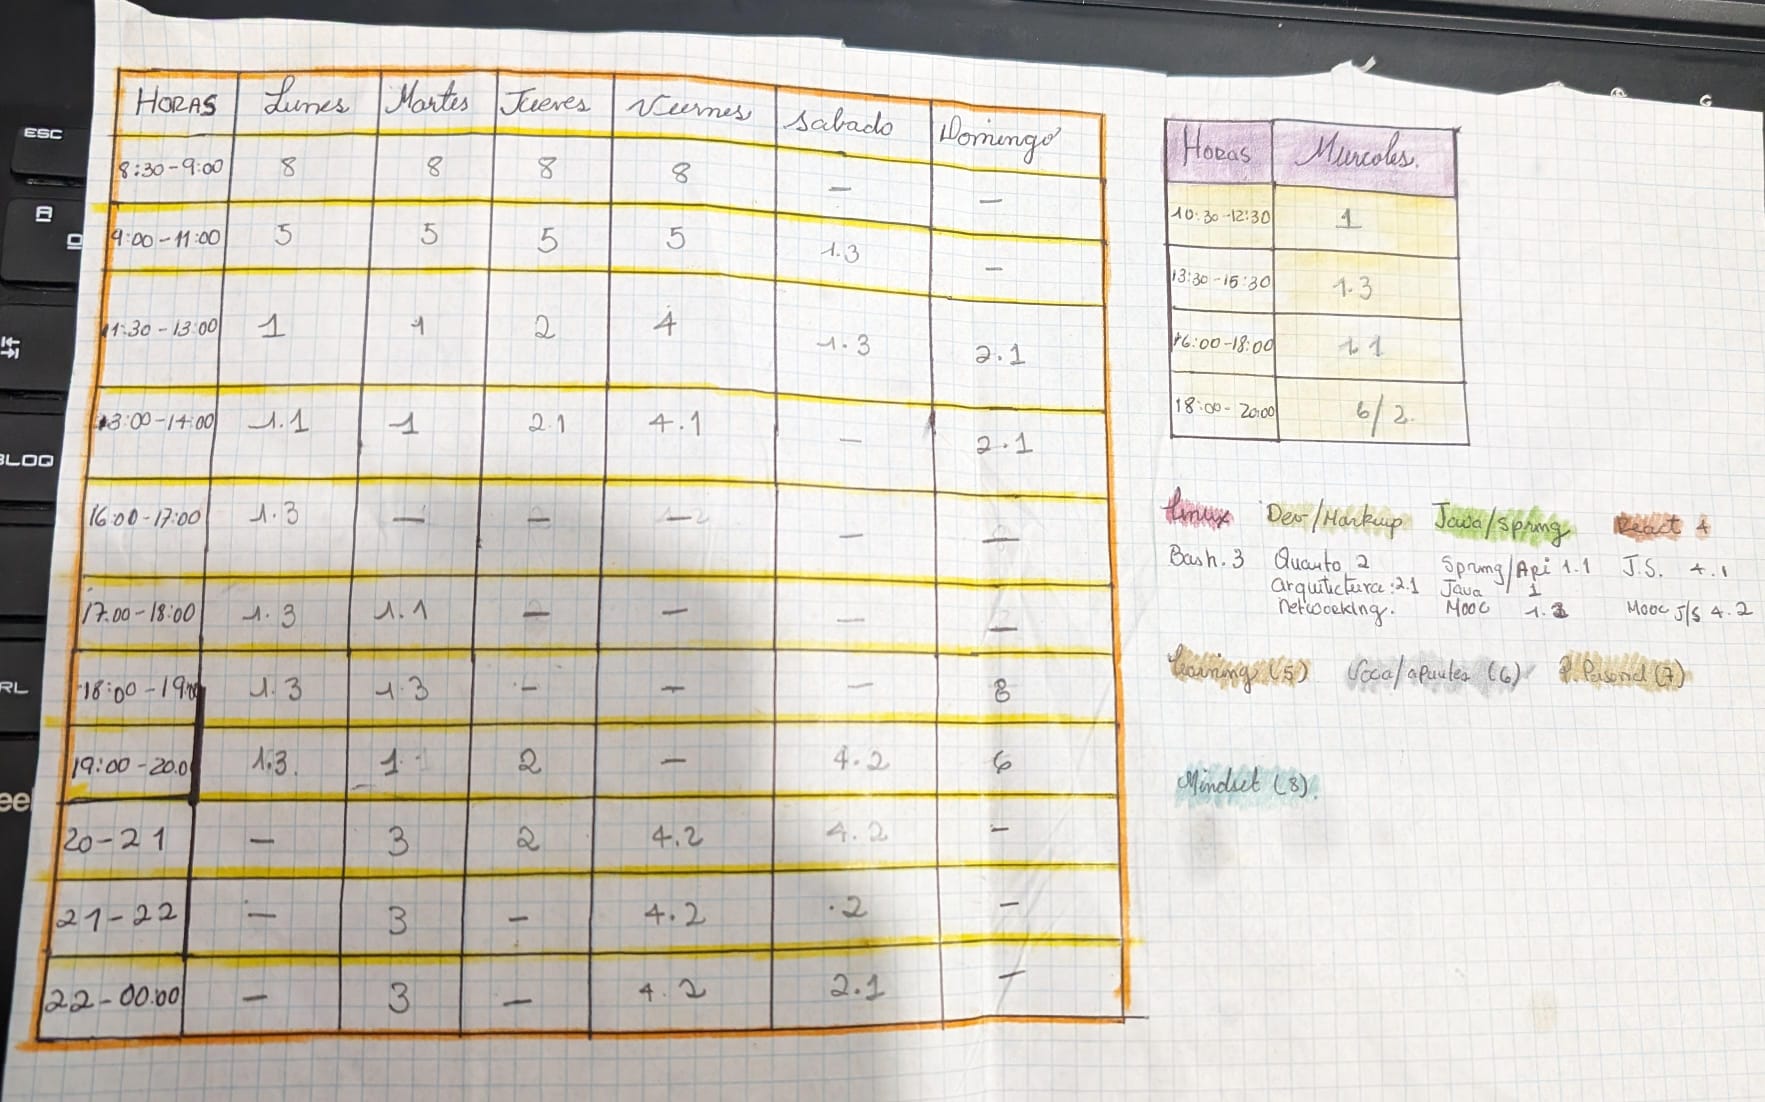 HORAS Lunes Martes Jueves Viernes Sabado Domingo
8:30-9:00 8 8 8 8 - -
9:00-11:00 5 5 5 5 1.3 -
11:30-13:00 1 1 2 4 1.3 2.1
13:00-14:00 1.1 1 2.1 4.1 - 2.1
16:00-17:00 1.3 - - - - -
17:00-18:00 1.3 1.1 - - - -
18:00-19:00 1.3 1.3 - - - 8
19:00-20:0 1.3. 1 2 - 4.2 6
20-21 - 3 2 4.2 4.2 -
21-22 - 3 - 4.2 .2 -
22-00:00 - 3 - 4.2 2.1 -
Horas Miercoles.
10:30-12:30 1
13:30-15:30 1.3
16:00-18:00 1.1
18:00-20:00 6/2.
Linux Dev/Markup Java/Spring React 4
Bash. 3 Quanto 2 Spring/Api 1.1 J.S. 4.1
arquitectura: 2.1 Java 1
networking. MOOC Mooc J/S 4.2
(5) /apuntes (6) P. Personal (7)
Mindset (8).
ESC
BLOQ
RL